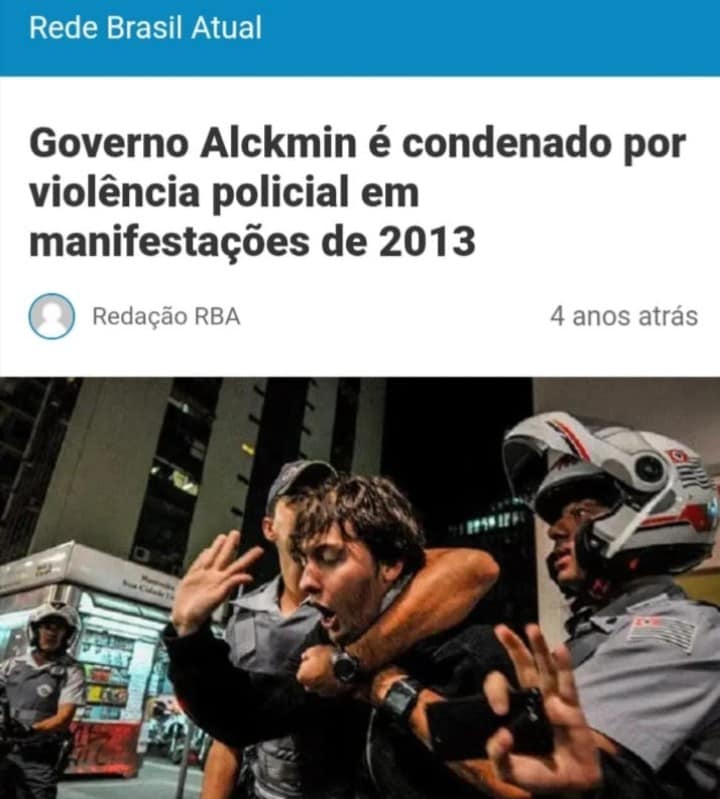 Rede Brasil Atual
Governo Alckmin é condenado por
violência policial em
manifestações de 2013
Redação RBA
4 anos atrás